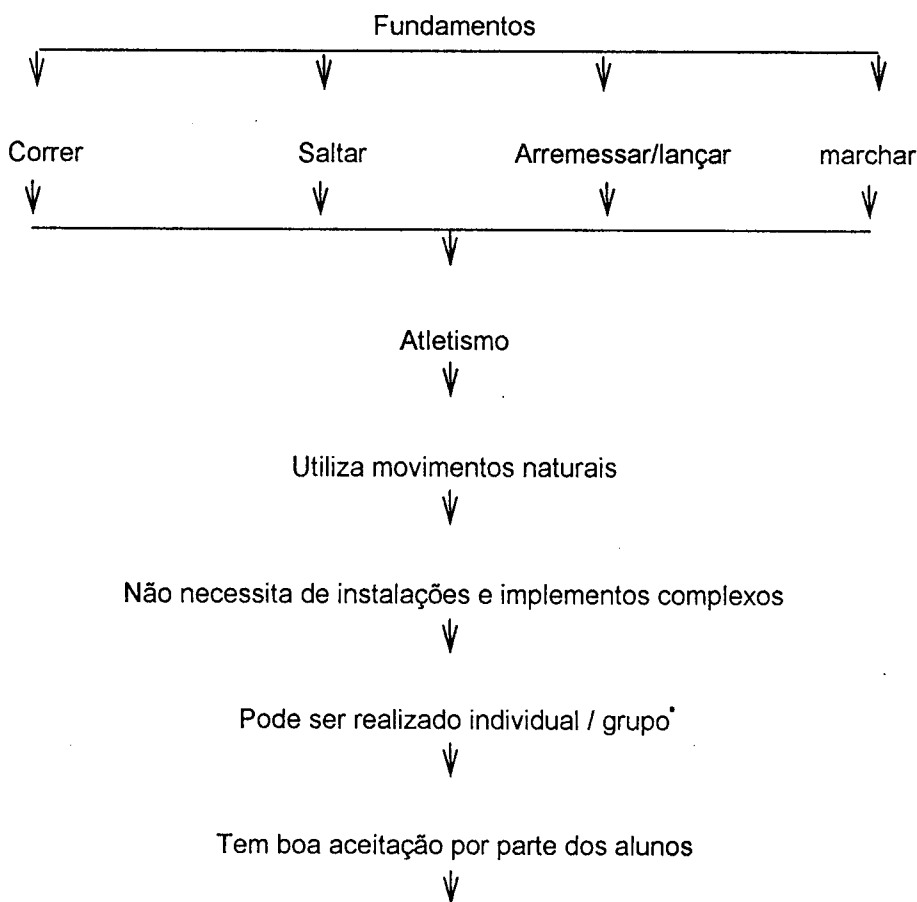 Fundamentos
Correr Saltar Arremessar/lançar marchar
Atletismo
Utiliza movimentos naturais
Não necessita de instalações e implementos complexos
Pode ser realizado individual / grupo
Tem boa aceitação por parte dos alunos